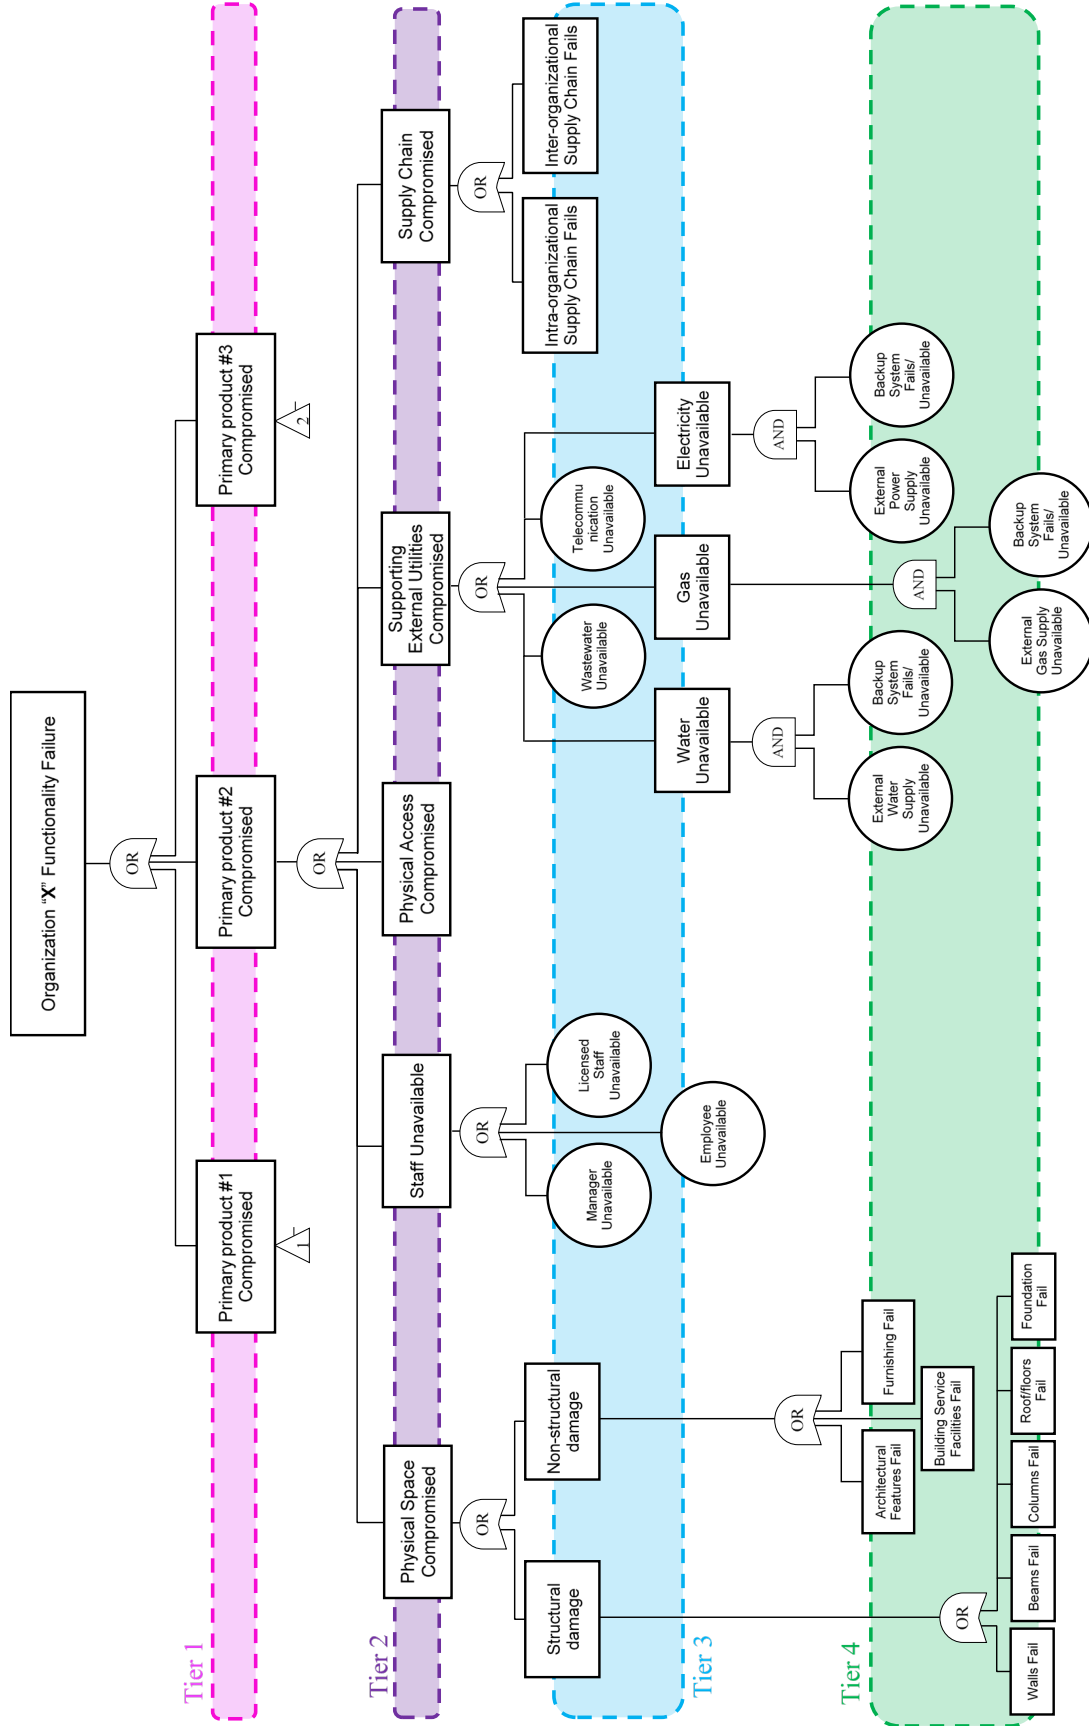 Organization "X" Functionality Failure
OR
Tier 1
Primary product #1
Compromised
1
Primary product #2
Compromised
Primary product #3
Compromised
2
OR
Tier 2
Physical Space
Compromised
Staff Unavailable
Physical Access
Compromised
Supporting
External Utilities
Compromised
Supply Chain
Compromised
OR
OR
OR
OR
Tier 3
Structural
damage
Non-structural
damage
Manager
Unavailable
Licensed
Staff
Unavailable
Employee
Unavailable
Wastewater
Unavailable
Telecommu
nication
Unavailable
Intra-organizational
Supply Chain Fails
Inter-organizational
Supply Chain Fails
Water
Unavailable
Gas
Unavailable
Electricity
Unavailable
OR
AND
AND
Tier 4
Architectural
Features Fail
Furnishing Fail
Building Service
Facilities Fail
External
Water
Supply
Unavailable
Backup
System
Fails/
Unavailable
External
Power
Supply
Unavailable
Backup
System
Fails/
Unavailable
OR
AND
Walls Fail
Beams Fail
Columns Fail
Roof/floors
Fail
Foundation
Fail
External
Gas Supply
Unavailable
Backup
System
Fails/
Unavailable